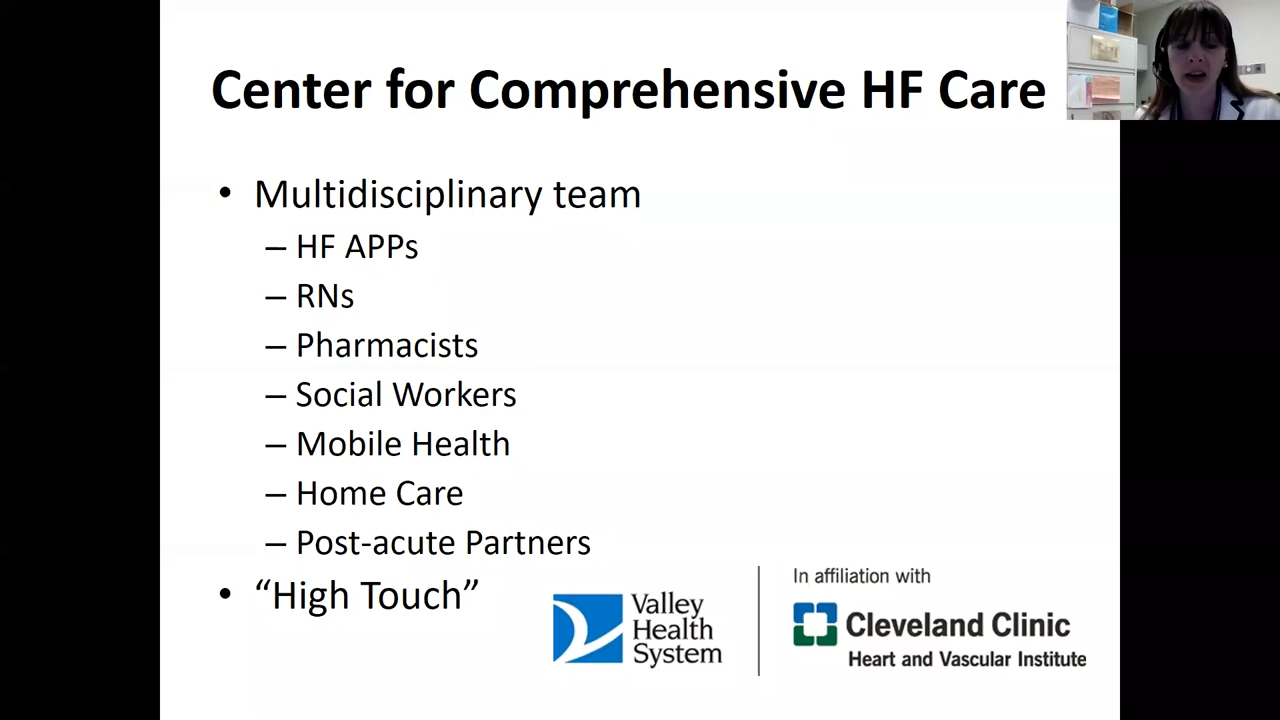 Center for Comprehensive HF Care
• Multidisciplinary team
– HF APPs
– RNs
– Pharmacists
– Social Workers
– Mobile Health
– Home Care
– Post-acute Partners
• “High Touch”
Valley
Health
System
In affiliation with
Cleveland Clinic
Heart and Vascular Institute